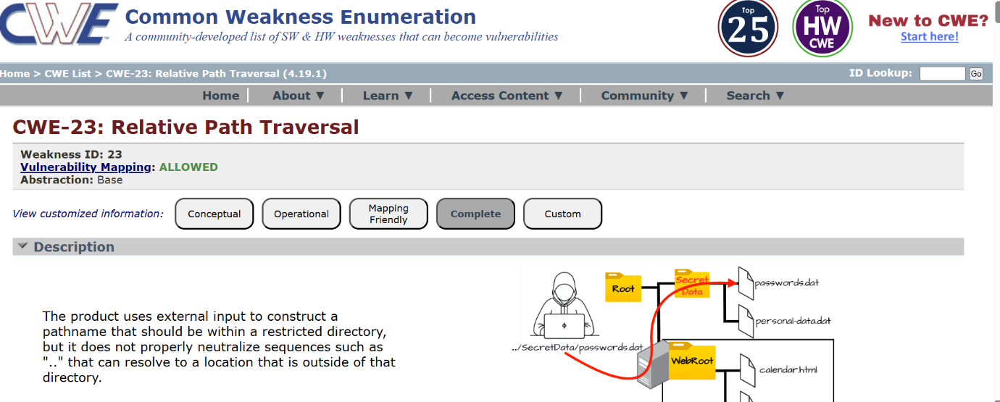 CWE™
Common Weakness Enumeration
A community-developed list of SW & HW weaknesses that can become vulnerabilities
Top
25
Top
HW
CWE
New to CWE?
Start here!
Home > CWE List > CWE-23: Relative Path Traversal (4.19.1)
ID Lookup:
Go
Home
About ▼
Learn ▼
Access Content ▼
Community ▼
Search ▼
CWE-23: Relative Path Traversal
Weakness ID: 23
Vulnerability Mapping: ALLOWED
Abstraction: Base
View customized information:
Conceptual
Operational
Mapping
Friendly
Complete
Custom
Description
The product uses external input to construct a
pathname that should be within a restricted directory,
but it does not properly neutralize sequences such as
".." that can resolve to a location that is outside of that
directory.
Root
Secret
Data
passwords.dat
personal-data.dat
../SecretData/passwords.dat
WebRoot
calendar.html